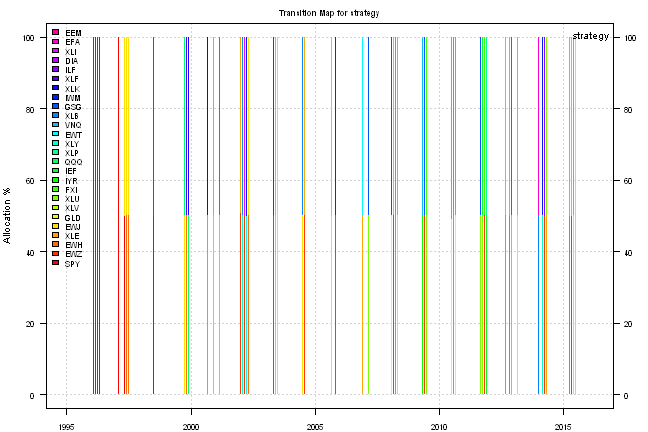 Transition Map for strategy
strategy
EEM
EFA
XLI
DIA
ILF
XLF
XLK
IWM
GSG
XLB
VNQ
EWT
XLY
XLP
QQQ
IEF
IYR
FXI
XLU
XLV
GLD
EWJ
XLE
EWH
EWZ
SPY
Allocation %
100
80
60
40
20
0
100
80
60
40
20
0
1995
2000
2005
2010
2015